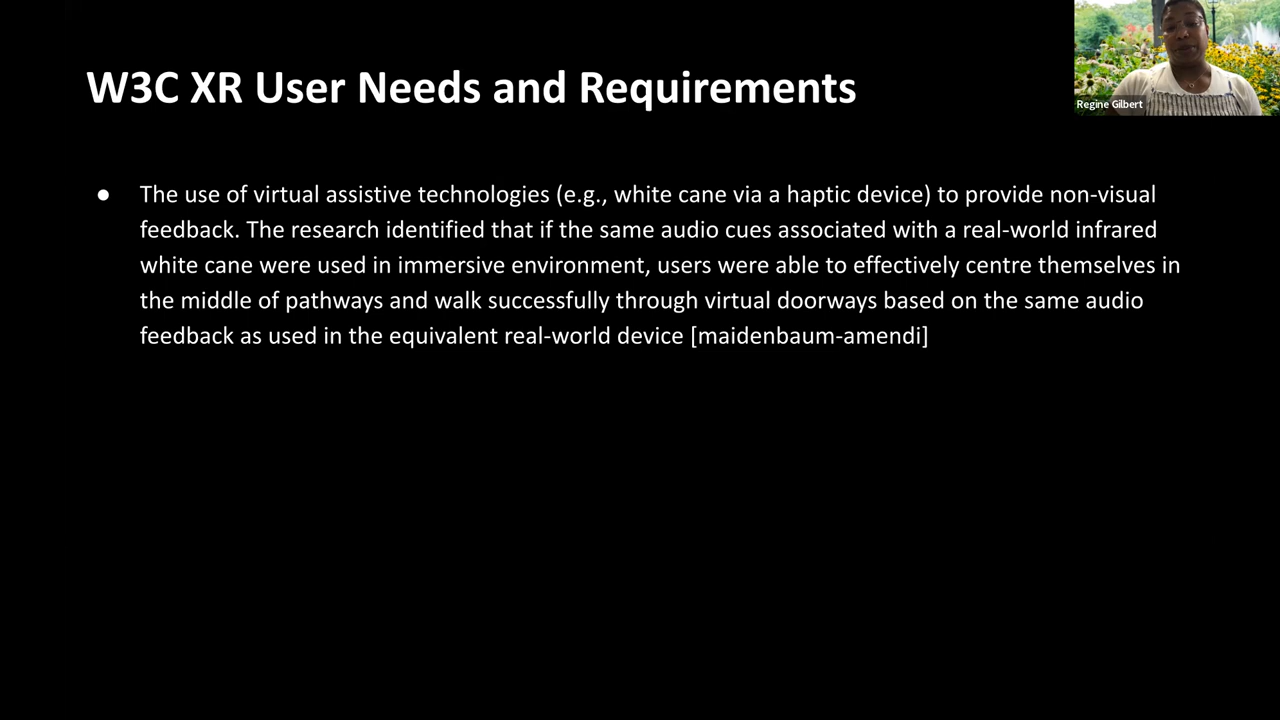 W3C XR User Needs and Requirements
Regine Gilbert
● The use of virtual assistive technologies (e.g., white cane via a haptic device) to provide non-visual
feedback. The research identified that if the same audio cues associated with a real-world infrared
white cane were used in immersive environment, users were able to effectively centre themselves in
the middle of pathways and walk successfully through virtual doorways based on the same audio
feedback as used in the equivalent real-world device [maidenbaum-amendi]